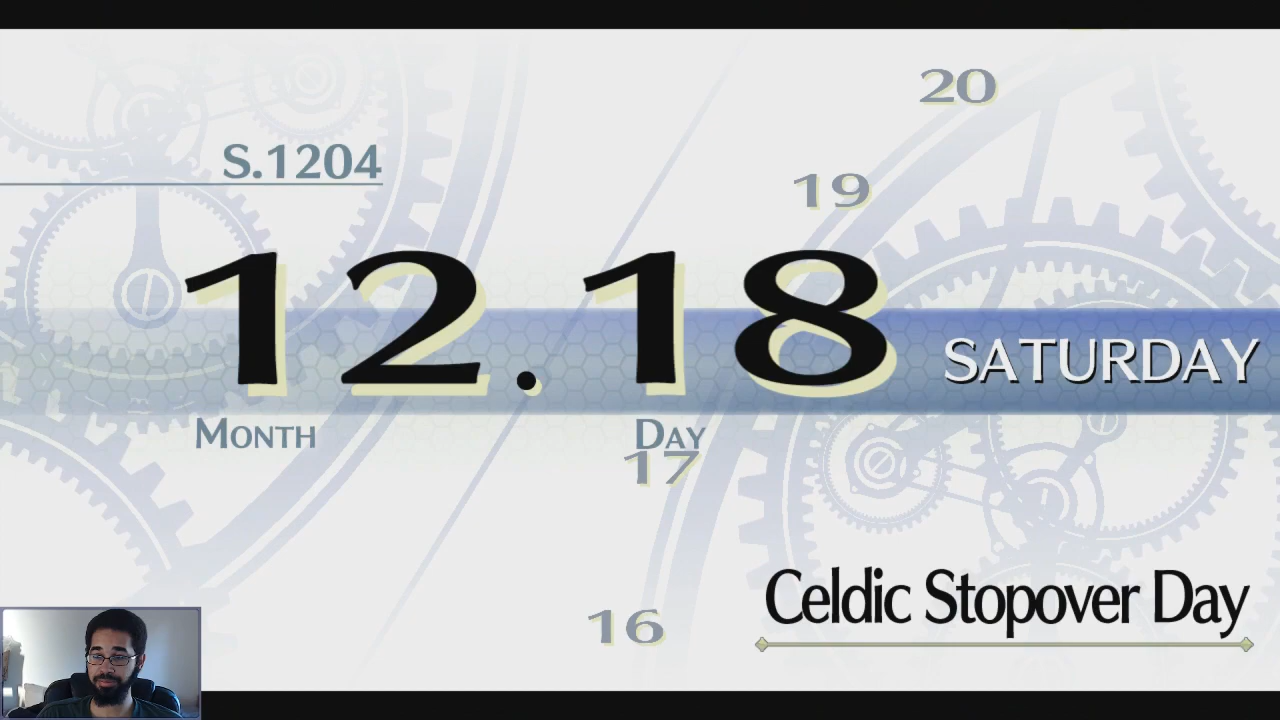 20
S.1204
19
12.18
SATURDAY
MONTH
DAY
17
Celdic Stopover Day
16